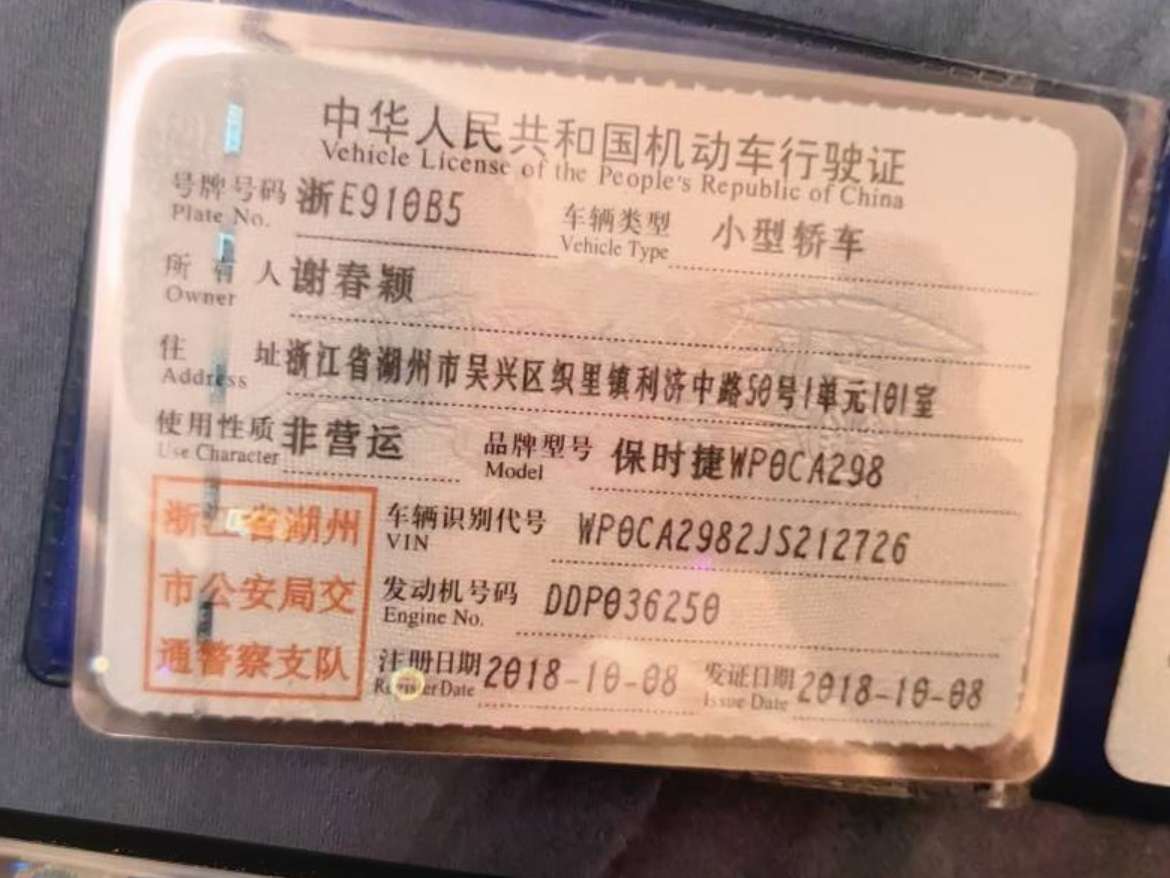 中华人民共和国机动车行驶证
Vehicle License of the People's Republic of China
号牌号码 浙E910B5 车辆类型 小型轿车
Plate No. Vehicle Type
所有人 谢春颖
Owner
住址 浙江省湖州市吴兴区织里镇利济中路50号1单元101室
Address
使用性质 非营运 品牌型号 保时捷WP0CA298
Use Character Model
浙江省湖州
市公安局交
通警察支队
车辆识别代号 WP0CA2982JS212726
VIN
发动机号码 DDP036250
Engine No.
注册日期 2018-10-08 发证日期 2018-10-08
Register Date Issue Date